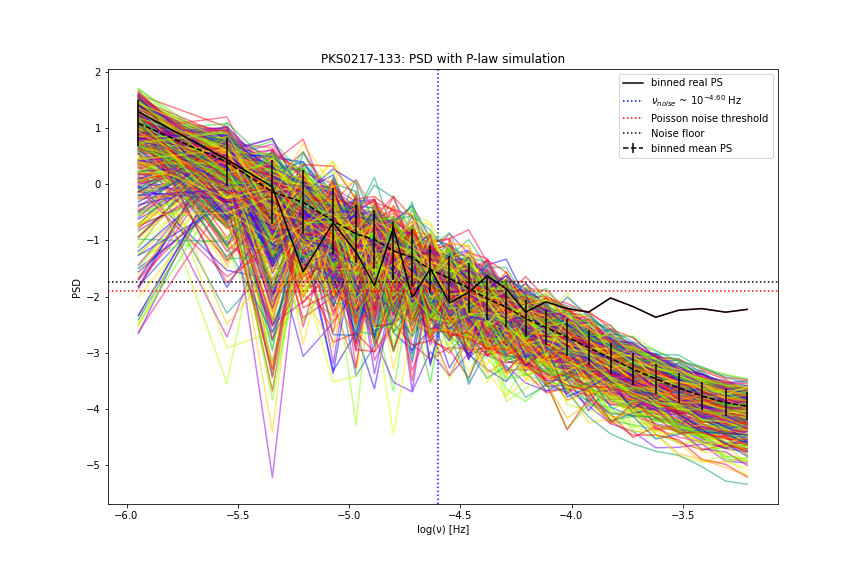 PKS0217-133: PSD with P-law simulation
binned real PS
ν_noise ~ 10^−4.60 Hz
Poisson noise threshold
Noise floor
binned mean PS
2
1
0
−1
−2
−3
−4
−5
PSD
−6.0 −5.5 −5.0 −4.5 −4.0 −3.5
log(ν) [Hz]